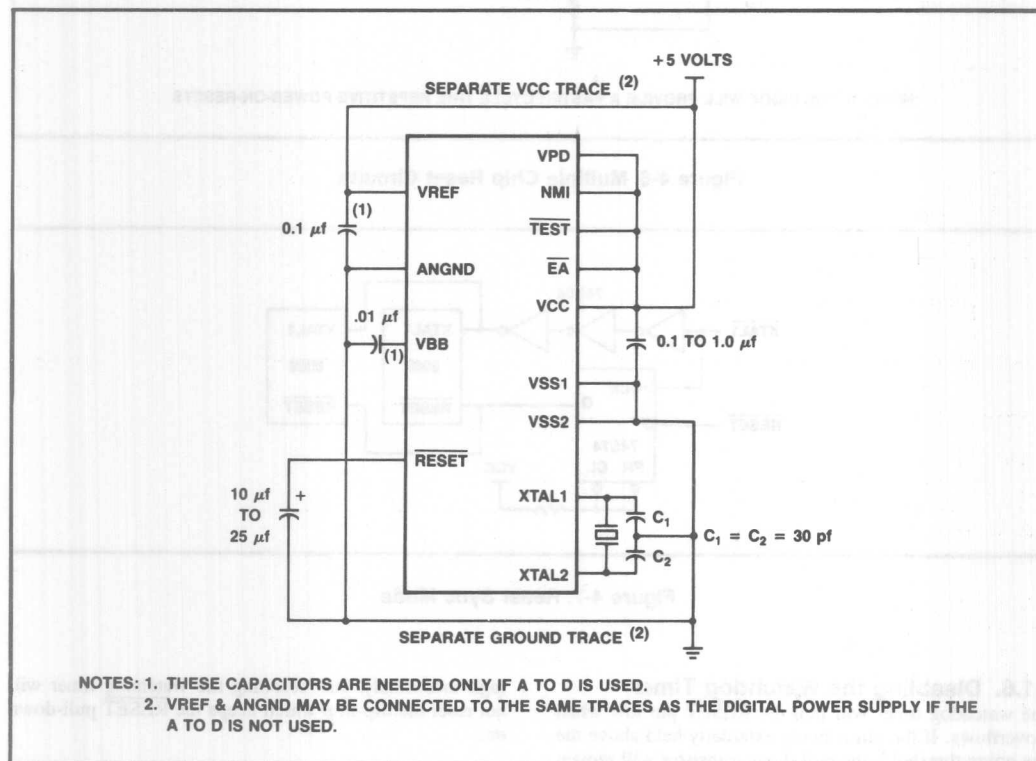 +5 VOLTS
SEPARATE VCC TRACE (2)
VPD
VREF
NMI
(1)
0.1 µf
TEST
ANGND
EA
VCC
.01 µf
VBB
(1)
0.1 TO 1.0 µf
VSS1
VSS2
RESET
10 µf
TO
25 µf
+
XTAL1
C1
C1 = C2 = 30 pf
C2
XTAL2
SEPARATE GROUND TRACE (2)
NOTES: 1. THESE CAPACITORS ARE NEEDED ONLY IF A TO D IS USED.
2. VREF & ANGND MAY BE CONNECTED TO THE SAME TRACES AS THE DIGITAL POWER SUPPLY IF THE
A TO D IS NOT USED.